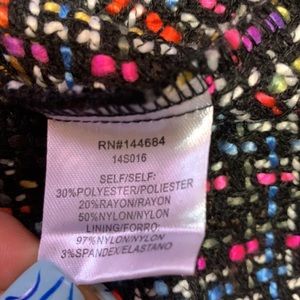 RN#144684
14S016
SELF/SELF:
30%POLYESTER/POLIESTER
20%RAYON/RAYON
50%NYLON/NYLON
LINING/FORRO:
97%NYLON/NYLON
3%SPANDEX/ELASTANO